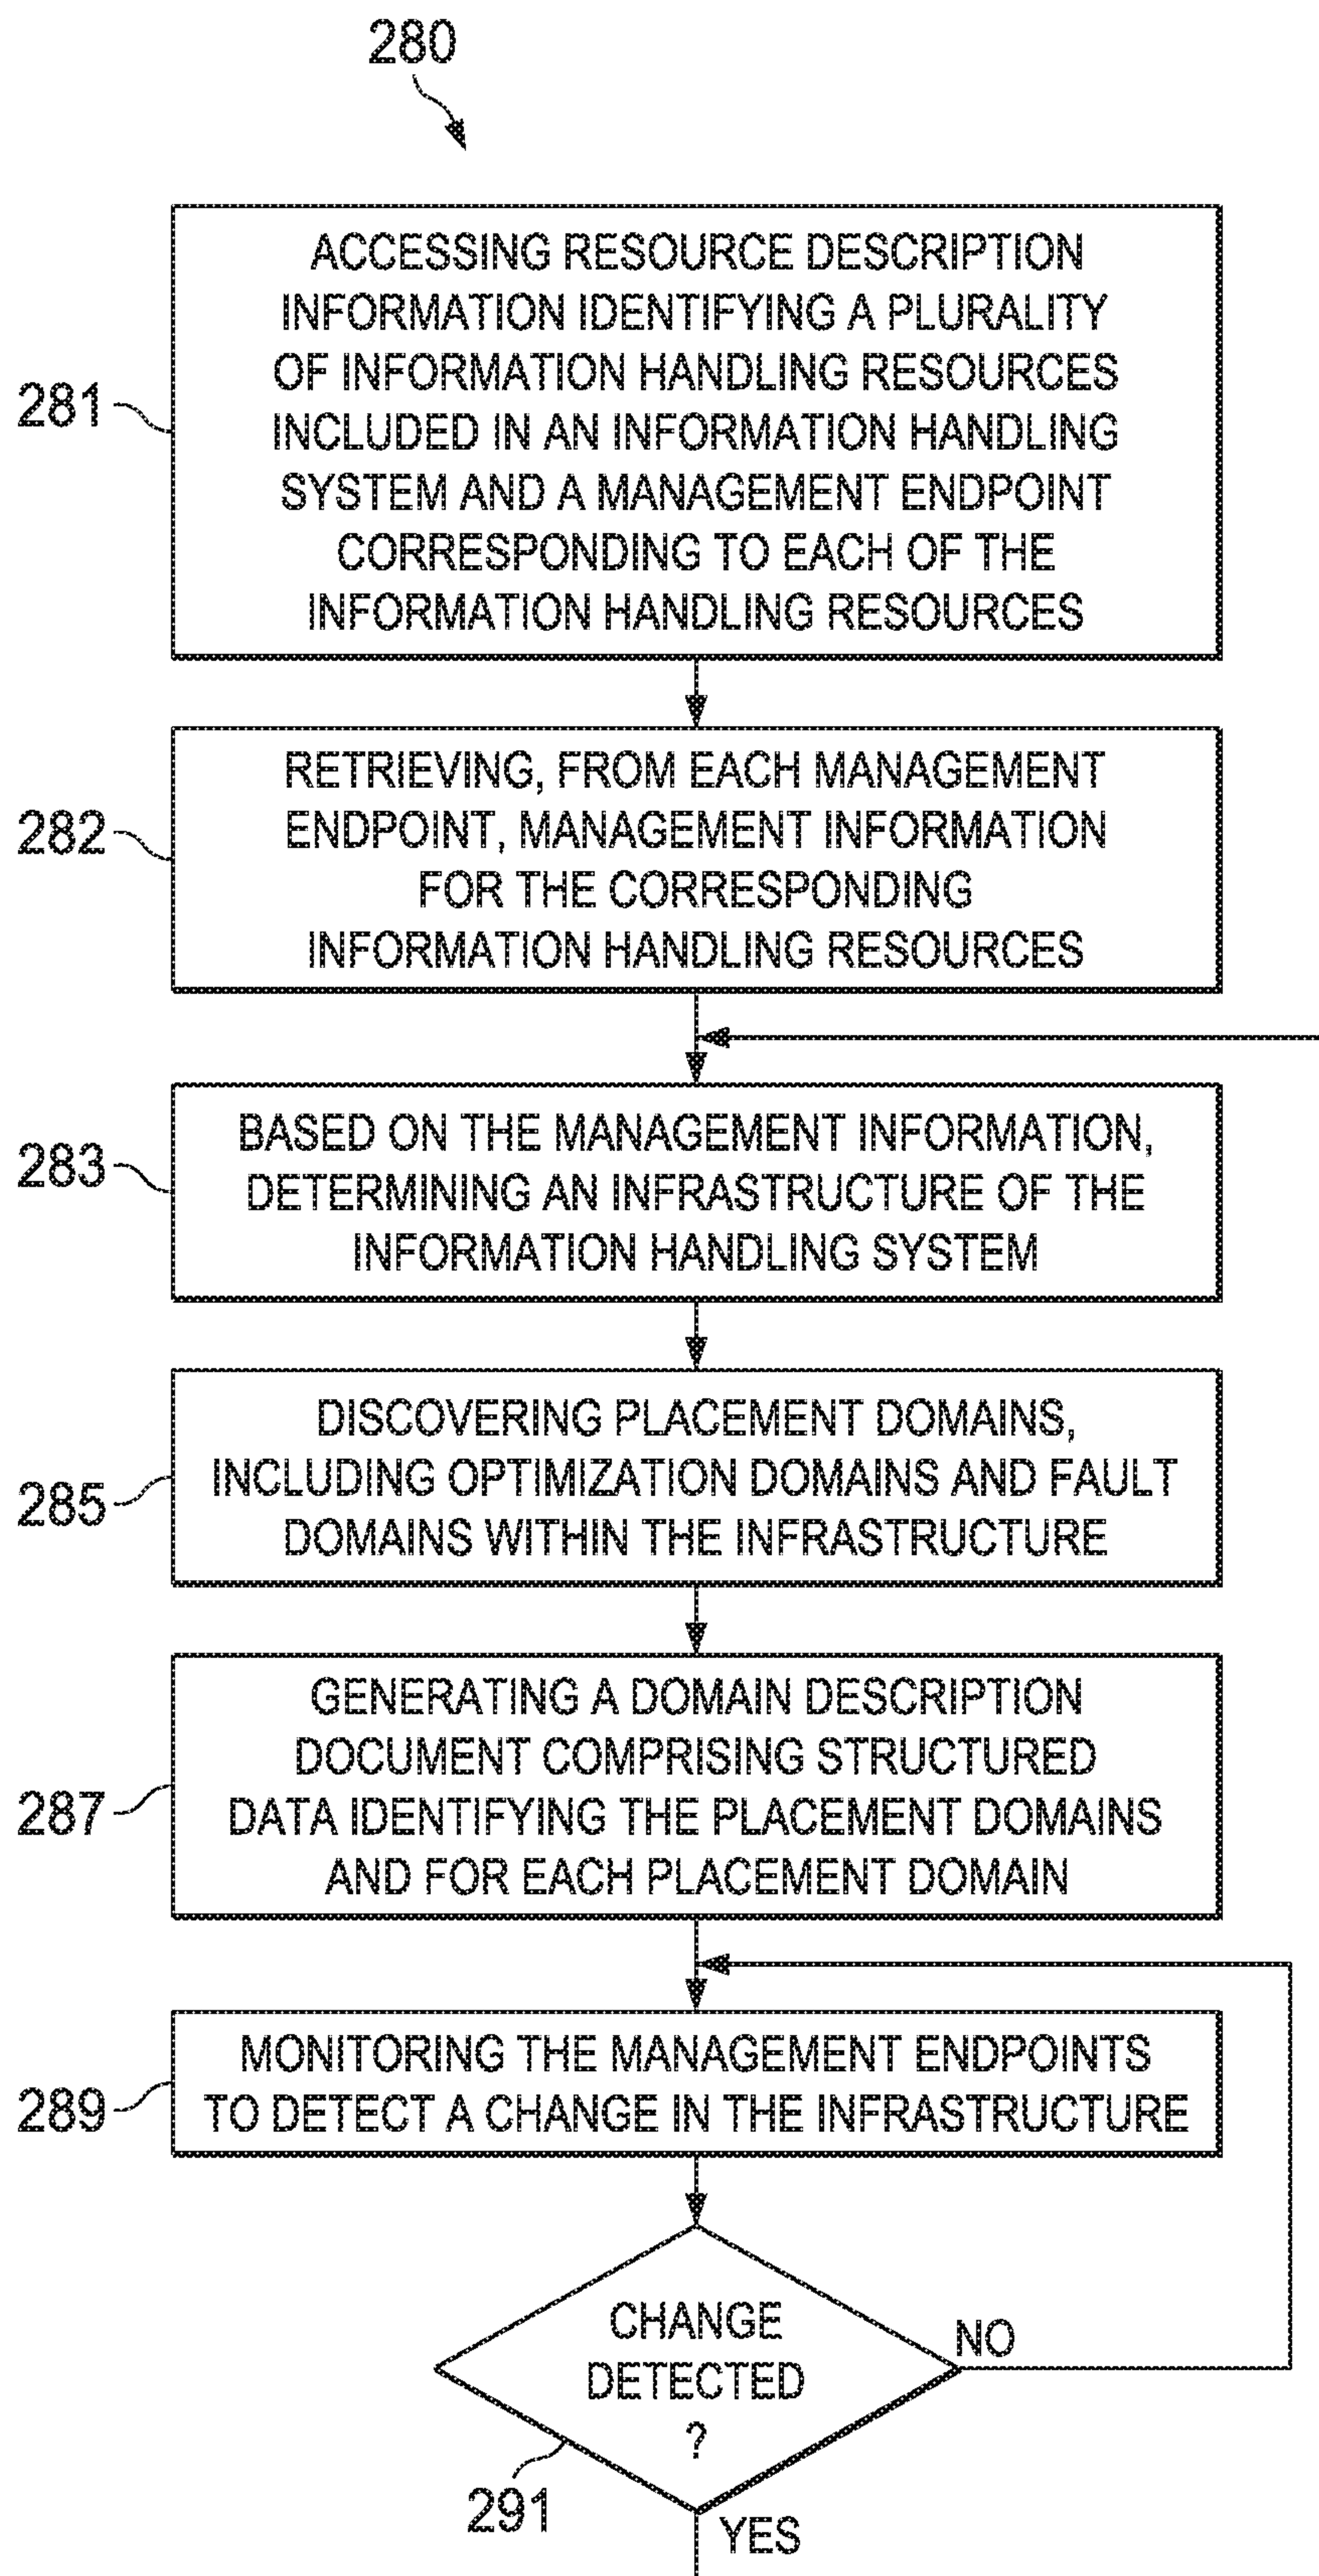 280
ACCESSING RESOURCE DESCRIPTION
INFORMATION IDENTIFYING A PLURALITY
OF INFORMATION HANDLING RESOURCES
INCLUDED IN AN INFORMATION HANDLING
SYSTEM AND A MANAGEMENT ENDPOINT
CORRESPONDING TO EACH OF THE
INFORMATION HANDLING RESOURCES
281
RETRIEVING, FROM EACH MANAGEMENT
ENDPOINT, MANAGEMENT INFORMATION
FOR THE CORRESPONDING
INFORMATION HANDLING RESOURCES
282
BASED ON THE MANAGEMENT INFORMATION,
DETERMINING AN INFRASTRUCTURE OF THE
INFORMATION HANDLING SYSTEM
283
DISCOVERING PLACEMENT DOMAINS,
INCLUDING OPTIMIZATION DOMAINS AND FAULT
DOMAINS WITHIN THE INFRASTRUCTURE
285
GENERATING A DOMAIN DESCRIPTION
DOCUMENT COMPRISING STRUCTURED
DATA IDENTIFYING THE PLACEMENT DOMAINS
AND FOR EACH PLACEMENT DOMAIN
287
MONITORING THE MANAGEMENT ENDPOINTS
TO DETECT A CHANGE IN THE INFRASTRUCTURE
289
CHANGE
DETECTED
?
NO
291
YES